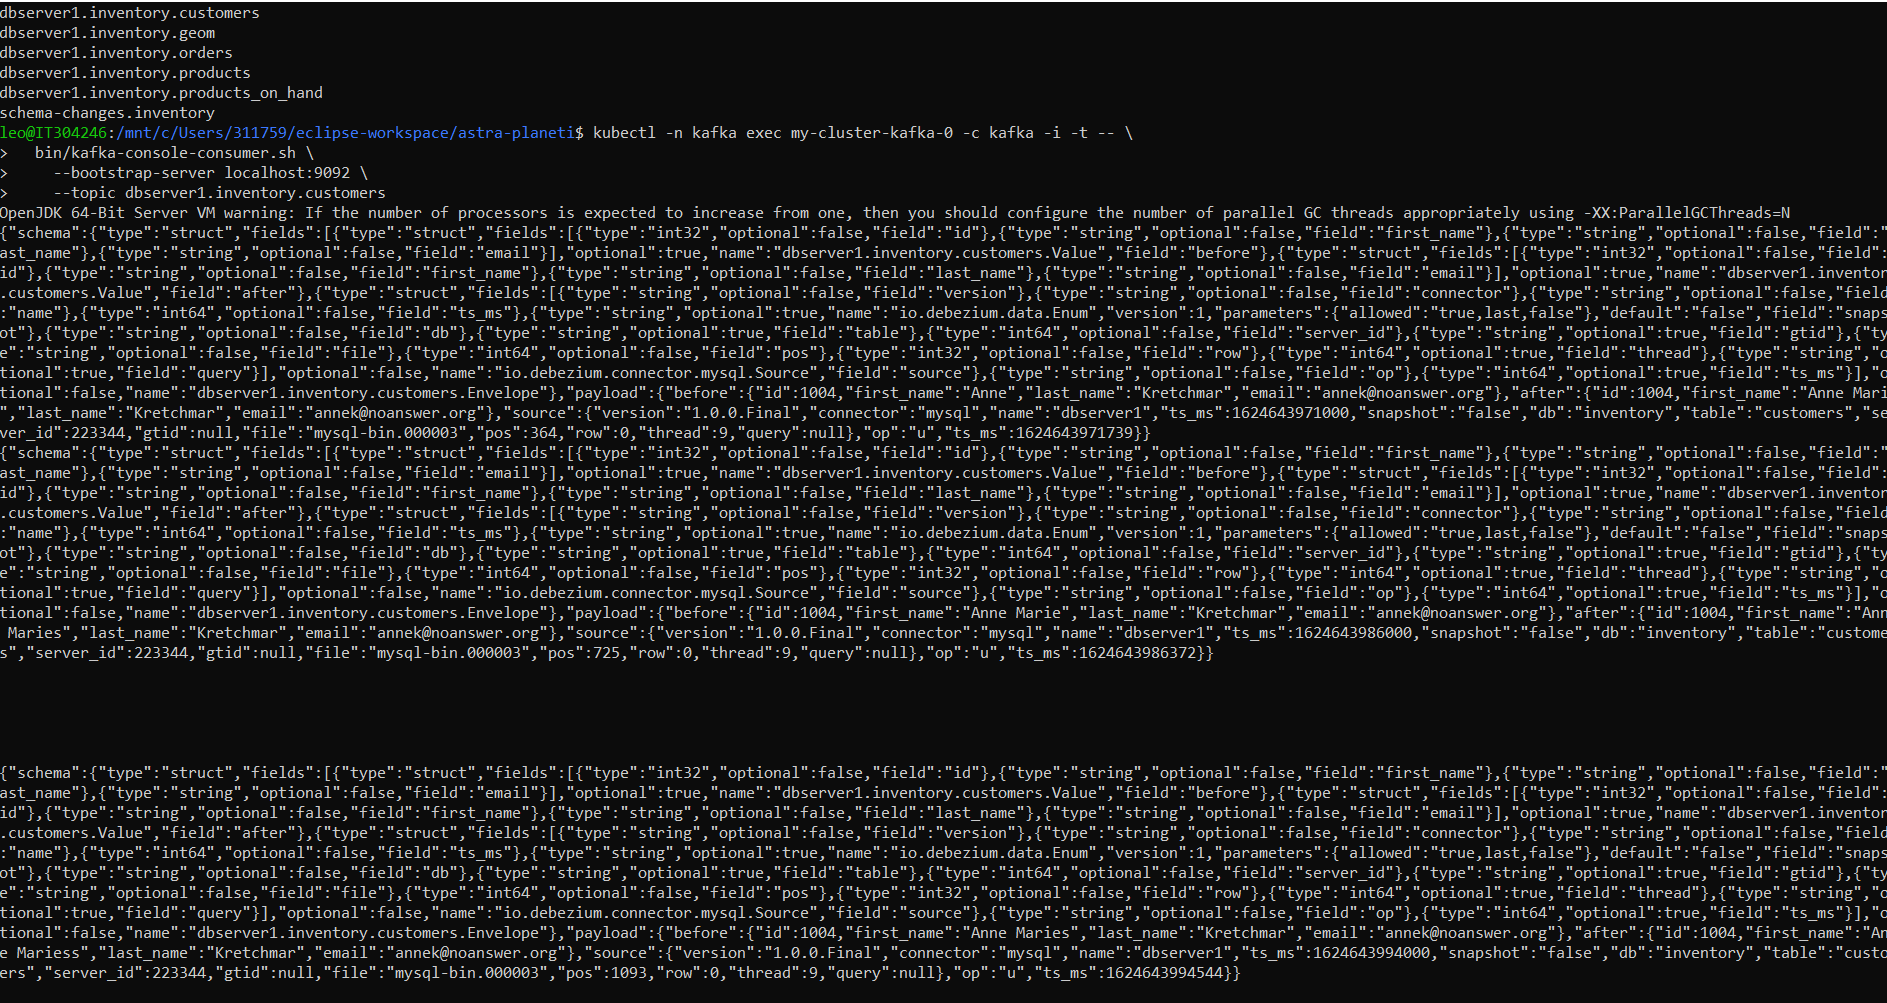 dbserver1.inventory.customers
dbserver1.inventory.geom
dbserver1.inventory.orders
dbserver1.inventory.products
dbserver1.inventory.products_on_hand
schema-changes.inventory
leo@IT304246:/mnt/c/Users/311759/eclipse-workspace/astra-planeti$ kubectl -n kafka exec my-cluster-kafka-0 -c kafka -i -t -- \
>   bin/kafka-console-consumer.sh \
>     --bootstrap-server localhost:9092 \
>     --topic dbserver1.inventory.customers
OpenJDK 64-Bit Server VM warning: If the number of processors is expected to increase from one, then you should configure the number of parallel GC threads appropriately using -XX:ParallelGCThreads=N
{"schema":{"type":"struct","fields":[{"type":"struct","fields":[{"type":"int32","optional":false,"field":"id"},{"type":"string","optional":false,"field":"first_name"},{"type":"string","optional":false,"field":"
ast_name"},{"type":"string","optional":false,"field":"email"}],"optional":true,"name":"dbserver1.inventory.customers.Value","field":"before"},{"type":"struct","fields":[{"type":"int32","optional":false,"field":
id"},{"type":"string","optional":false,"field":"first_name"},{"type":"string","optional":false,"field":"last_name"},{"type":"string","optional":false,"field":"email"}],"optional":true,"name":"dbserver1.inventor
.customers.Value","field":"after"},{"type":"struct","fields":[{"type":"string","optional":false,"field":"version"},{"type":"string","optional":false,"field":"connector"},{"type":"string","optional":false,"field
:"name"},{"type":"int64","optional":false,"field":"ts_ms"},{"type":"string","optional":true,"name":"io.debezium.data.Enum","version":1,"parameters":{"allowed":"true,last,false"},"default":"false","field":"snaps
ot"},{"type":"string","optional":false,"field":"db"},{"type":"string","optional":true,"field":"table"},{"type":"int64","optional":false,"field":"server_id"},{"type":"string","optional":true,"field":"gtid"},{"ty
e":"string","optional":false,"field":"file"},{"type":"int64","optional":false,"field":"pos"},{"type":"int32","optional":false,"field":"row"},{"type":"int64","optional":true,"field":"thread"},{"type":"string","o
tional":true,"field":"query"}],"optional":false,"name":"io.debezium.connector.mysql.Source","field":"source"},{"type":"string","optional":false,"field":"op"},{"type":"int64","optional":true,"field":"ts_ms"}],"o
tional":false,"name":"dbserver1.inventory.customers.Envelope"},"payload":{"before":{"id":1004,"first_name":"Anne","last_name":"Kretchmar","email":"annek@noanswer.org"},"after":{"id":1004,"first_name":"Anne Mari
","last_name":"Kretchmar","email":"annek@noanswer.org"},"source":{"version":"1.0.0.Final","connector":"mysql","name":"dbserver1","ts_ms":1624643971000,"snapshot":"false","db":"inventory","table":"customers","se
ver_id":223344,"gtid":null,"file":"mysql-bin.000003","pos":364,"row":0,"thread":9,"query":null},"op":"u","ts_ms":1624643971739}}
{"schema":{"type":"struct","fields":[{"type":"struct","fields":[{"type":"int32","optional":false,"field":"id"},{"type":"string","optional":false,"field":"first_name"},{"type":"string","optional":false,"field":"
ast_name"},{"type":"string","optional":false,"field":"email"}],"optional":true,"name":"dbserver1.inventory.customers.Value","field":"before"},{"type":"struct","fields":[{"type":"int32","optional":false,"field":
id"},{"type":"string","optional":false,"field":"first_name"},{"type":"string","optional":false,"field":"last_name"},{"type":"string","optional":false,"field":"email"}],"optional":true,"name":"dbserver1.inventor
.customers.Value","field":"after"},{"type":"struct","fields":[{"type":"string","optional":false,"field":"version"},{"type":"string","optional":false,"field":"connector"},{"type":"string","optional":false,"field
:"name"},{"type":"int64","optional":false,"field":"ts_ms"},{"type":"string","optional":true,"name":"io.debezium.data.Enum","version":1,"parameters":{"allowed":"true,last,false"},"default":"false","field":"snaps
ot"},{"type":"string","optional":false,"field":"db"},{"type":"string","optional":true,"field":"table"},{"type":"int64","optional":false,"field":"server_id"},{"type":"string","optional":true,"field":"gtid"},{"ty
e":"string","optional":false,"field":"file"},{"type":"int64","optional":false,"field":"pos"},{"type":"int32","optional":false,"field":"row"},{"type":"int64","optional":true,"field":"thread"},{"type":"string","o
tional":true,"field":"query"}],"optional":false,"name":"io.debezium.connector.mysql.Source","field":"source"},{"type":"string","optional":false,"field":"op"},{"type":"int64","optional":true,"field":"ts_ms"}],"o
tional":false,"name":"dbserver1.inventory.customers.Envelope"},"payload":{"before":{"id":1004,"first_name":"Anne Marie","last_name":"Kretchmar","email":"annek@noanswer.org"},"after":{"id":1004,"first_name":"Ann
 Maries","last_name":"Kretchmar","email":"annek@noanswer.org"},"source":{"version":"1.0.0.Final","connector":"mysql","name":"dbserver1","ts_ms":1624643986000,"snapshot":"false","db":"inventory","table":"custome
s","server_id":223344,"gtid":null,"file":"mysql-bin.000003","pos":725,"row":0,"thread":9,"query":null},"op":"u","ts_ms":1624643986372}}
{"schema":{"type":"struct","fields":[{"type":"struct","fields":[{"type":"int32","optional":false,"field":"id"},{"type":"string","optional":false,"field":"first_name"},{"type":"string","optional":false,"field":"
ast_name"},{"type":"string","optional":false,"field":"email"}],"optional":true,"name":"dbserver1.inventory.customers.Value","field":"before"},{"type":"struct","fields":[{"type":"int32","optional":false,"field":
id"},{"type":"string","optional":false,"field":"first_name"},{"type":"string","optional":false,"field":"last_name"},{"type":"string","optional":false,"field":"email"}],"optional":true,"name":"dbserver1.inventor
.customers.Value","field":"after"},{"type":"struct","fields":[{"type":"string","optional":false,"field":"version"},{"type":"string","optional":false,"field":"connector"},{"type":"string","optional":false,"field
:"name"},{"type":"int64","optional":false,"field":"ts_ms"},{"type":"string","optional":true,"name":"io.debezium.data.Enum","version":1,"parameters":{"allowed":"true,last,false"},"default":"false","field":"snaps
ot"},{"type":"string","optional":false,"field":"db"},{"type":"string","optional":true,"field":"table"},{"type":"int64","optional":false,"field":"server_id"},{"type":"string","optional":true,"field":"gtid"},{"ty
e":"string","optional":false,"field":"file"},{"type":"int64","optional":false,"field":"pos"},{"type":"int32","optional":false,"field":"row"},{"type":"int64","optional":true,"field":"thread"},{"type":"string","o
tional":true,"field":"query"}],"optional":false,"name":"io.debezium.connector.mysql.Source","field":"source"},{"type":"string","optional":false,"field":"op"},{"type":"int64","optional":true,"field":"ts_ms"}],"o
tional":false,"name":"dbserver1.inventory.customers.Envelope"},"payload":{"before":{"id":1004,"first_name":"Anne Maries","last_name":"Kretchmar","email":"annek@noanswer.org"},"after":{"id":1004,"first_name":"An
e Mariess","last_name":"Kretchmar","email":"annek@noanswer.org"},"source":{"version":"1.0.0.Final","connector":"mysql","name":"dbserver1","ts_ms":1624643994000,"snapshot":"false","db":"inventory","table":"custo
ers","server_id":223344,"gtid":null,"file":"mysql-bin.000003","pos":1093,"row":0,"thread":9,"query":null},"op":"u","ts_ms":1624643994544}}